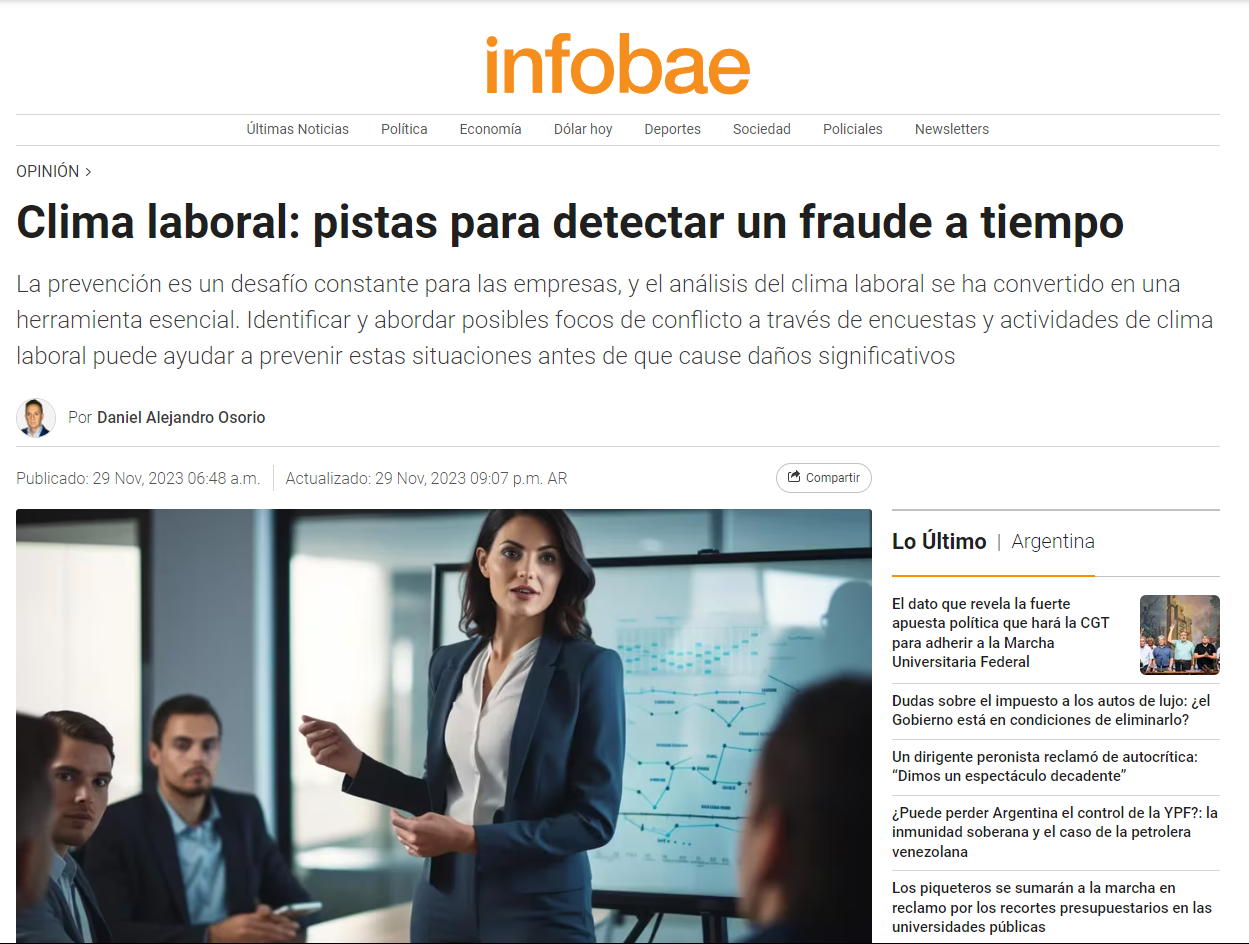 infobae
Últimas Noticias
Política
Economía
Dólar hoy
Deportes
Sociedad
Policiales
Newsletters
OPINIÓN >
Clima laboral: pistas para detectar un fraude a tiempo
La prevención es un desafío constante para las empresas, y el análisis del clima laboral se ha convertido en una
herramienta esencial. Identificar y abordar posibles focos de conflicto a través de encuestas y actividades de clima
laboral puede ayudar a prevenir estas situaciones antes de que cause daños significativos
Por Daniel Alejandro Osorio
Publicado: 29 Nov, 2023 06:48 a.m.
Actualizado: 29 Nov, 2023 09:07 p.m. AR
Compartir
Lo Último | Argentina
El dato que revela la fuerte
apuesta política que hará la CGT
para adherir a la Marcha
Universitaria Federal
Dudas sobre el impuesto a los autos de lujo: ¿el
Gobierno está en condiciones de eliminarlo?
Un dirigente peronista reclamó de autocrítica:
“Dimos un espectáculo decadente”
¿Puede perder Argentina el control de la YPF?: la
inmunidad soberana y el caso de la petrolera
venezolana
Los piqueteros se sumarán a la marcha en
reclamo por los recortes presupuestarios en las
universidades públicas